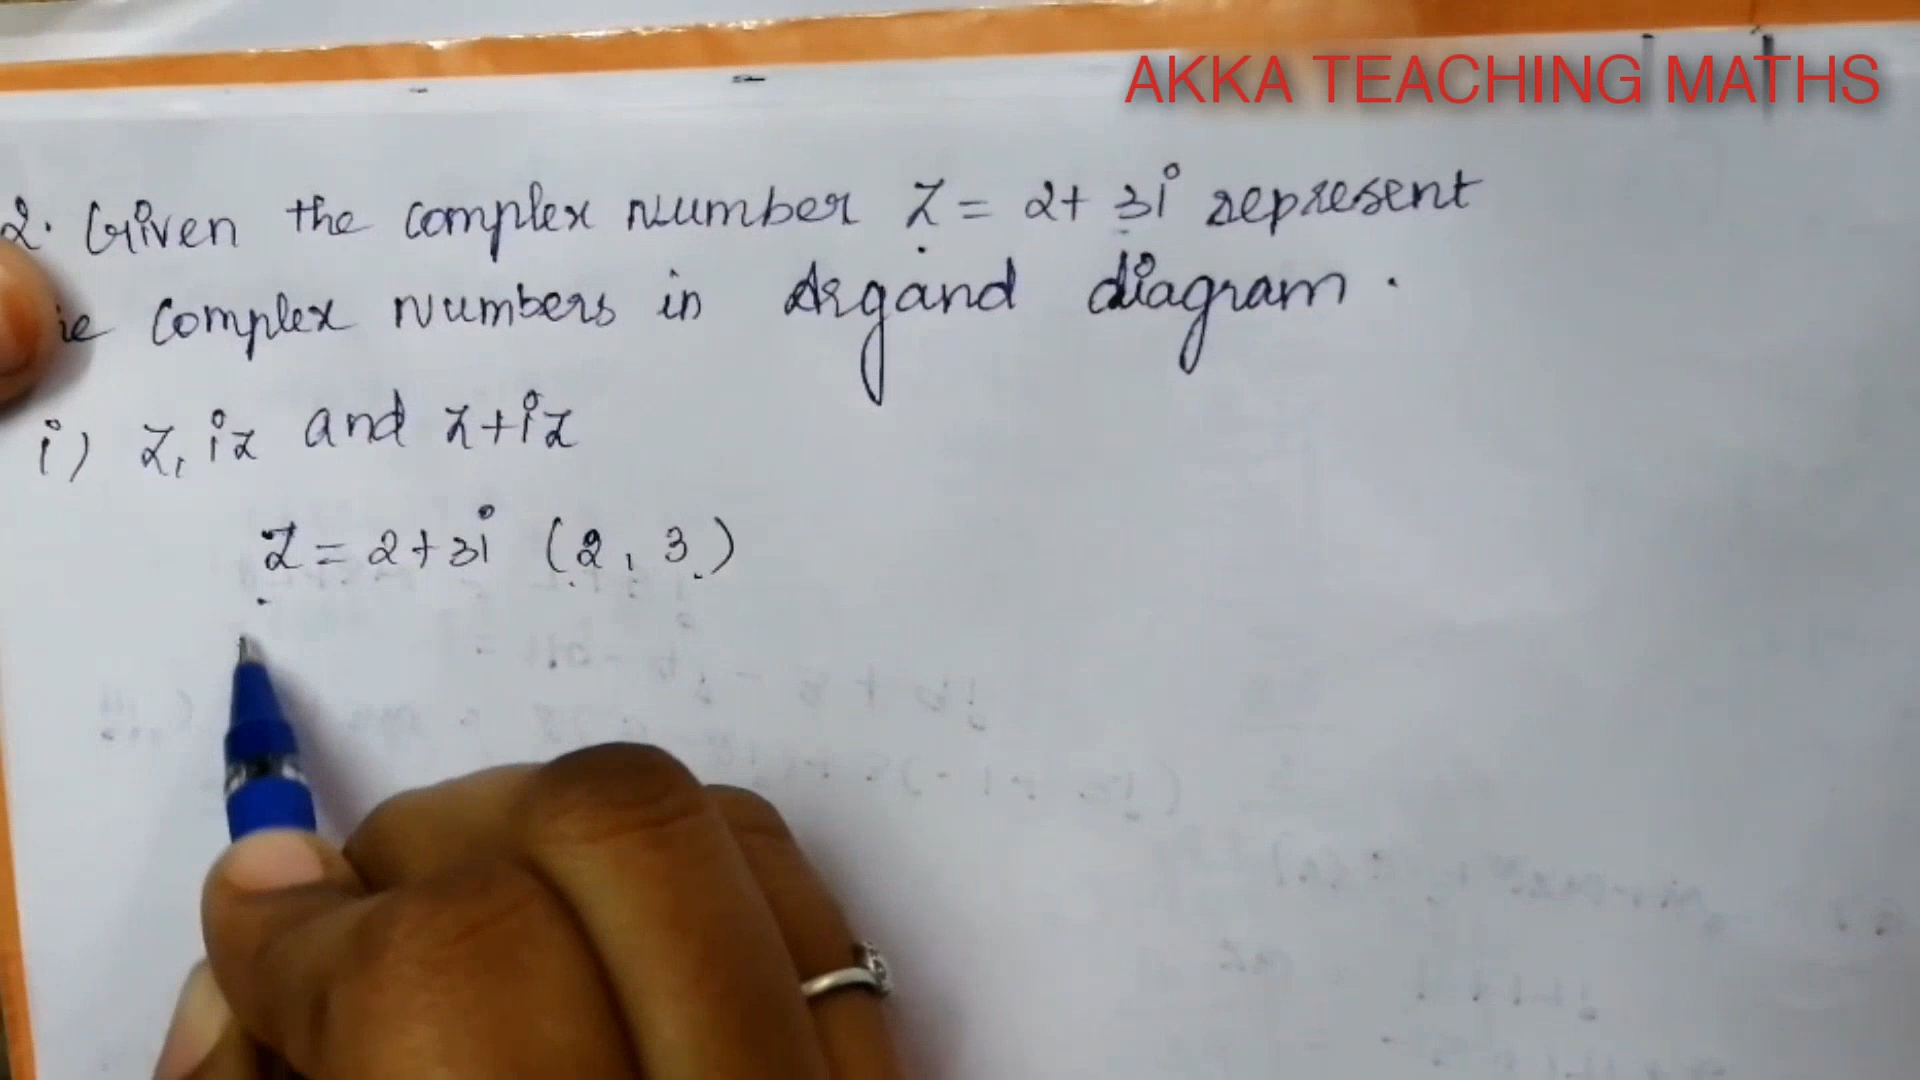 AKKA TEACHING MATHS
2. Given the complex number z = 2+3i represent
complex numbers in Argand diagram.
i) z, iz and z+iz
z = 2+3i (2, 3)